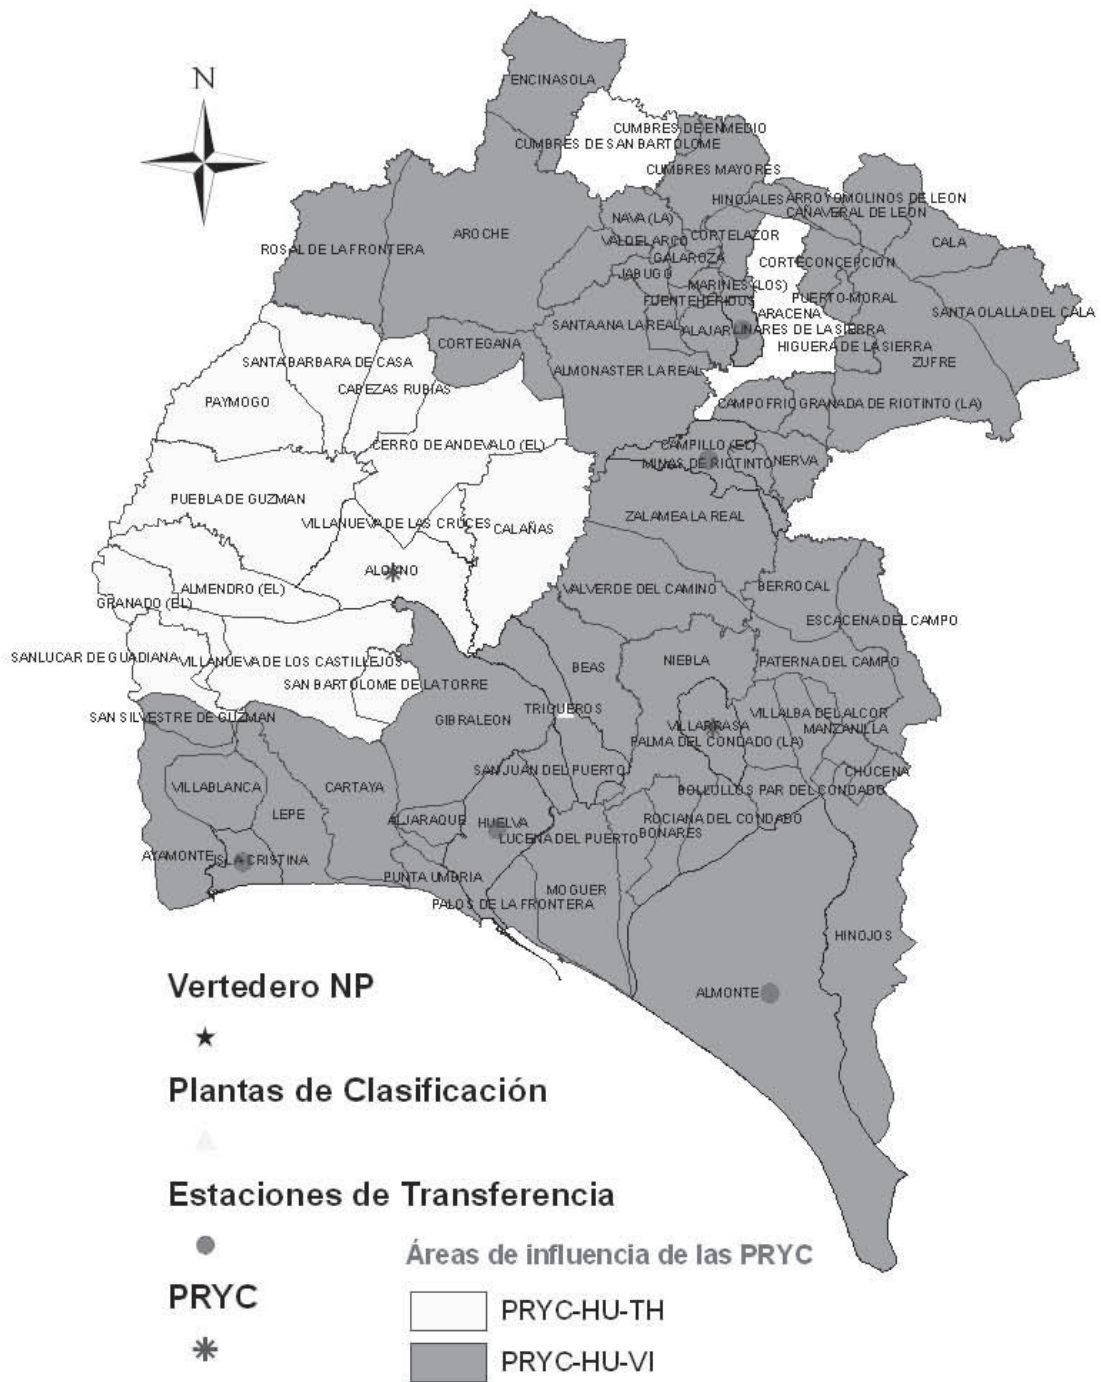 N
ENCINASOLA
CUMBRES DE ENMEDIO
CUMBRES DE SAN BARTOLOME
CUMBRES MAYORES
HINOJALES
ARROYOMOLINOS DE LEON
CAÑAVERAL DE LEON
NAVA (LA)
AROCHE
ROSAL DE LA FRONTERA
VALDELARCO
CORTELAZOR
CALA
GALAROZA
CORTECONCEPCION
JABUGO
MARINES (LOS)
FUENTEHERIDOS
PUERTO MORAL
SANTA OLALLA DEL CALA
ARACENA
SANTA ANA LA REAL
ALAJAR
LINARES DE LA SIERRA
CORTEGANA
HIGUERA DE LA SIERRA
ZUFRE
SANTA BARBARA DE CASA
ALMONASTER LA REAL
CABEZAS RUBIAS
PAYMOGO
CAMPOFRIO
GRANADA DE RIOTINTO (LA)
CERRO DE ANDEVALO (EL)
CAMPILLO (EL)
MINAS DE RIOTINTO
NERVA
PUEBLA DE GUZMAN
VILLANUEVA DE LAS CRUCES
CALAÑAS
ZALAMEA LA REAL
ALOSNO
ALMENDRO (EL)
GRANADO (EL)
VALVERDE DEL CAMINO
BERROCAL
ESCACENA DEL CAMPO
SANLUCAR DE GUADIANA
VILLANUEVA DE LOS CASTILLEJOS
BEAS
NIEBLA
PATERNA DEL CAMPO
SAN BARTOLOME DE LA TORRE
SAN SILVESTRE DE GUZMAN
GIBRALEON
TRIGUEROS
VILLALBA DEL ALCOR
VILLARRASA
MANZANILLA
PALMA DEL CONDADO (LA)
SAN JUAN DEL PUERTO
CHUCENA
VILLABLANCA
CARTAYA
BOLLULLOS PAR DEL CONDADO
LEPE
ALJARAQUE
HUELVA
ROCIANA DEL CONDADO
LUCENA DEL PUERTO
BONARES
AYAMONTE
ISLA CRISTINA
PUNTA UMBRIA
MOGUER
PALOS DE LA FRONTERA
HINOJOS
ALMONTE
Vertedero NP
Plantas de Clasificación
Estaciones de Transferencia
PRYC
Áreas de influencia de las PRYC
PRYC-HU-TH
PRYC-HU-VI